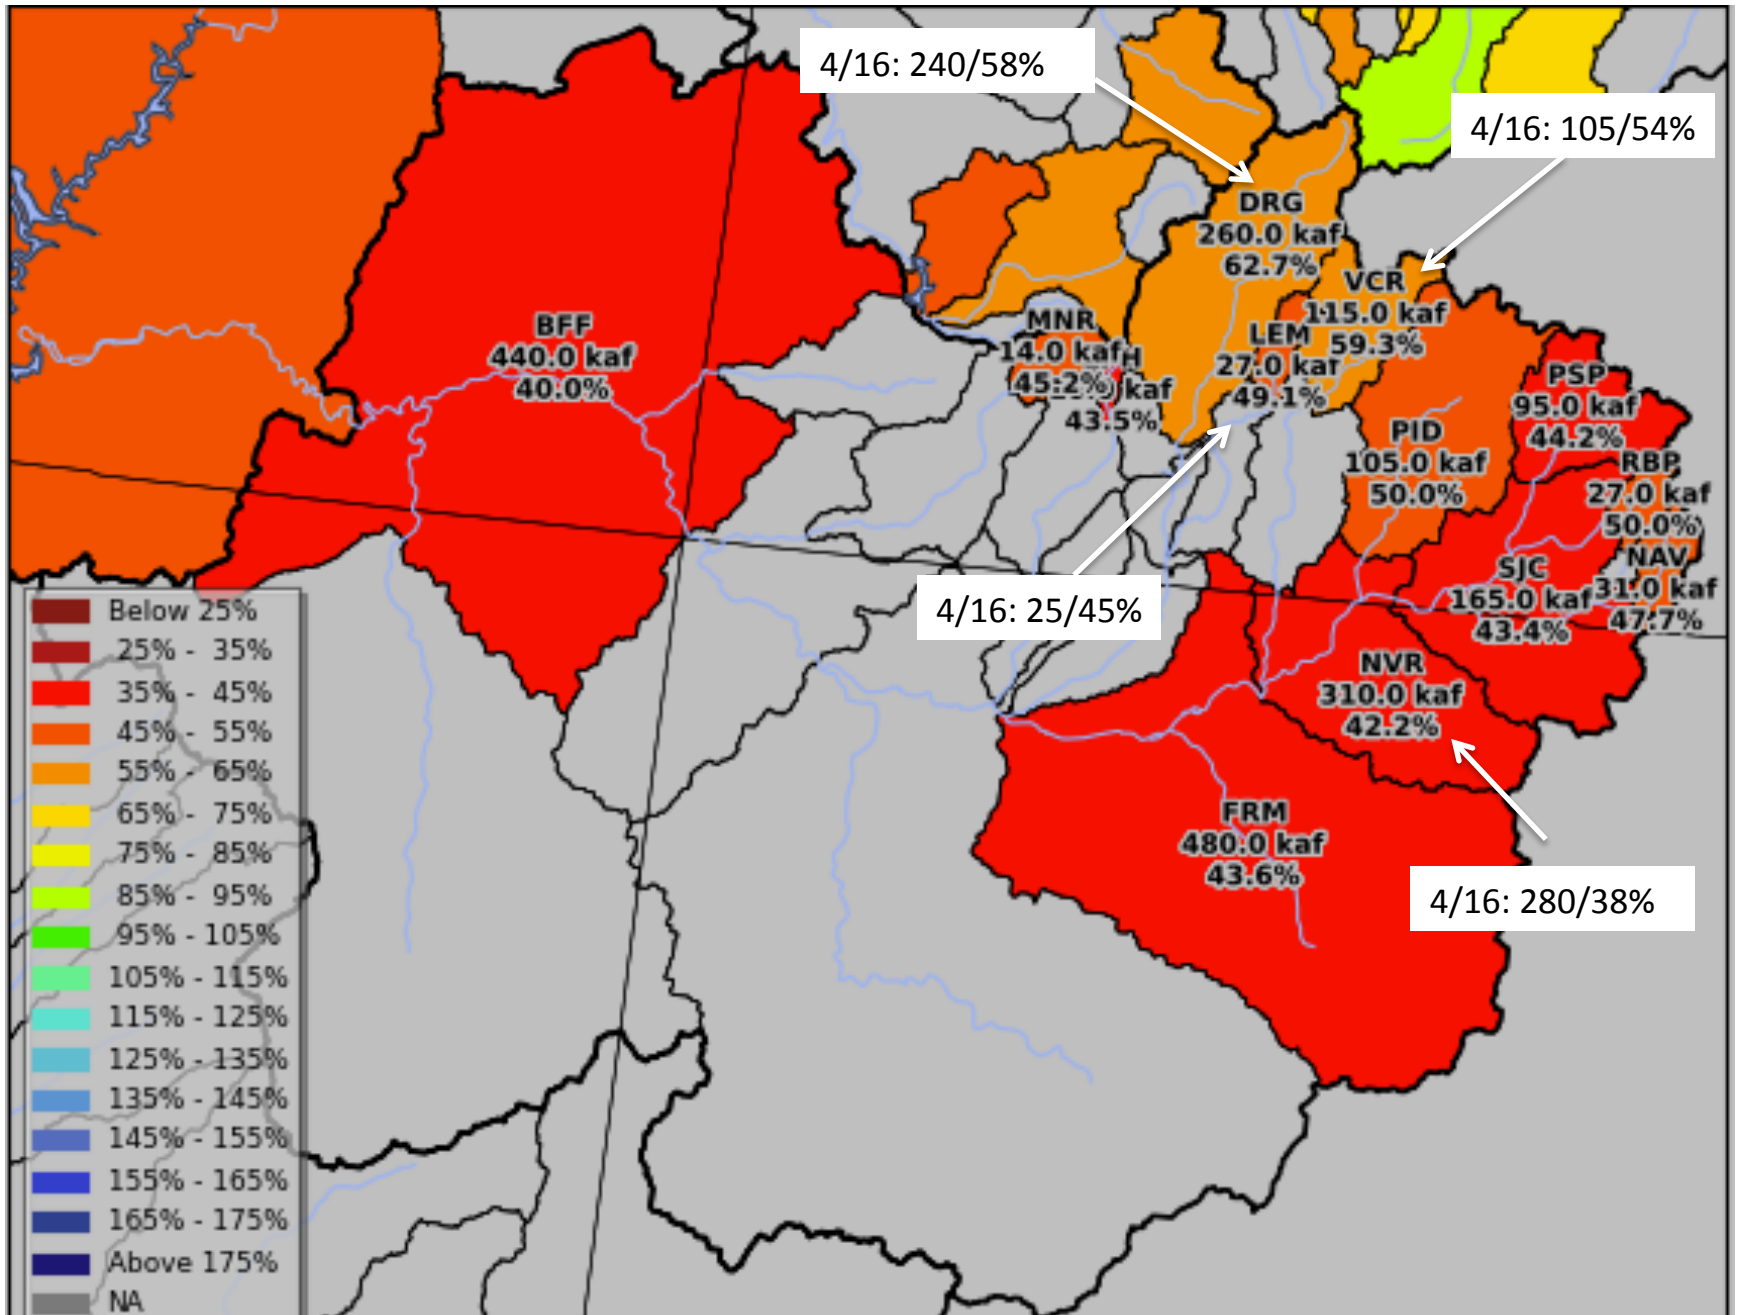 4/16: 240/58%
4/16: 105/54%
DRG
260.0 kaf
62.7%
VCR
115.0 kaf
59.3%
BFF
440.0 kaf
40.0%
MNR
14.0 kaf
45.2%
H
kaf
43.5%
LEM
27.0 kaf
49.1%
PSP
95.0 kaf
44.2%
PID
105.0 kaf
50.0%
RBP
27.0 kaf
50.0%
NAV
31.0 kaf
47.7%
SJC
165.0 kaf
43.4%
4/16: 25/45%
NVR
310.0 kaf
42.2%
FRM
480.0 kaf
43.6%
4/16: 280/38%
Below 25%
25% - 35%
35% - 45%
45% - 55%
55% - 65%
65% - 75%
75% - 85%
85% - 95%
95% - 105%
105% - 115%
115% - 125%
125% - 135%
135% - 145%
145% - 155%
155% - 165%
165% - 175%
Above 175%
NA